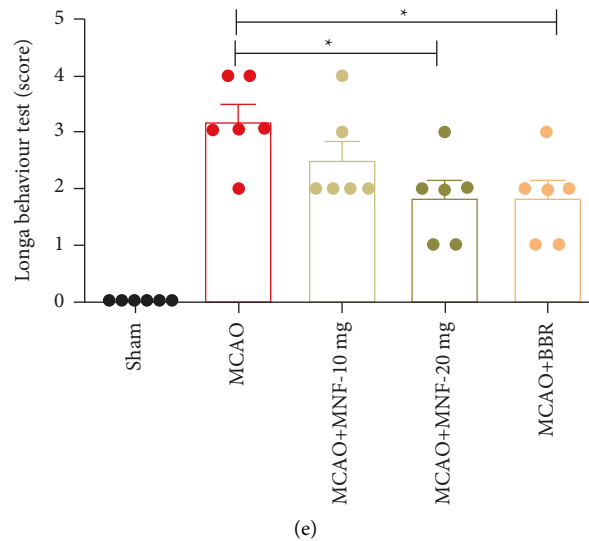 Longa behaviour test (score)
5
4
3
2
1
0
*
*
Sham
MCAO
MCAO+MNF-10 mg
MCAO+MNF-20 mg
MCAO+BBR
(e)